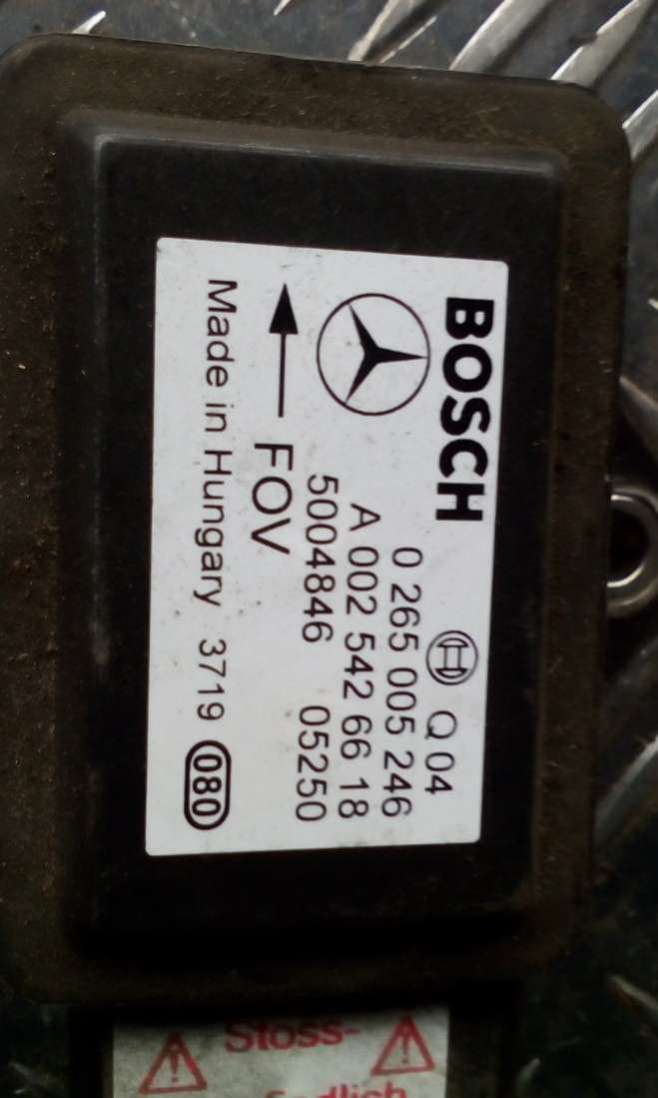 BOSCH
Q 04
0 265 005 246
A 002 542 66 18
5004846 05250
FOV
Made in Hungary 3719 080
Stoss-